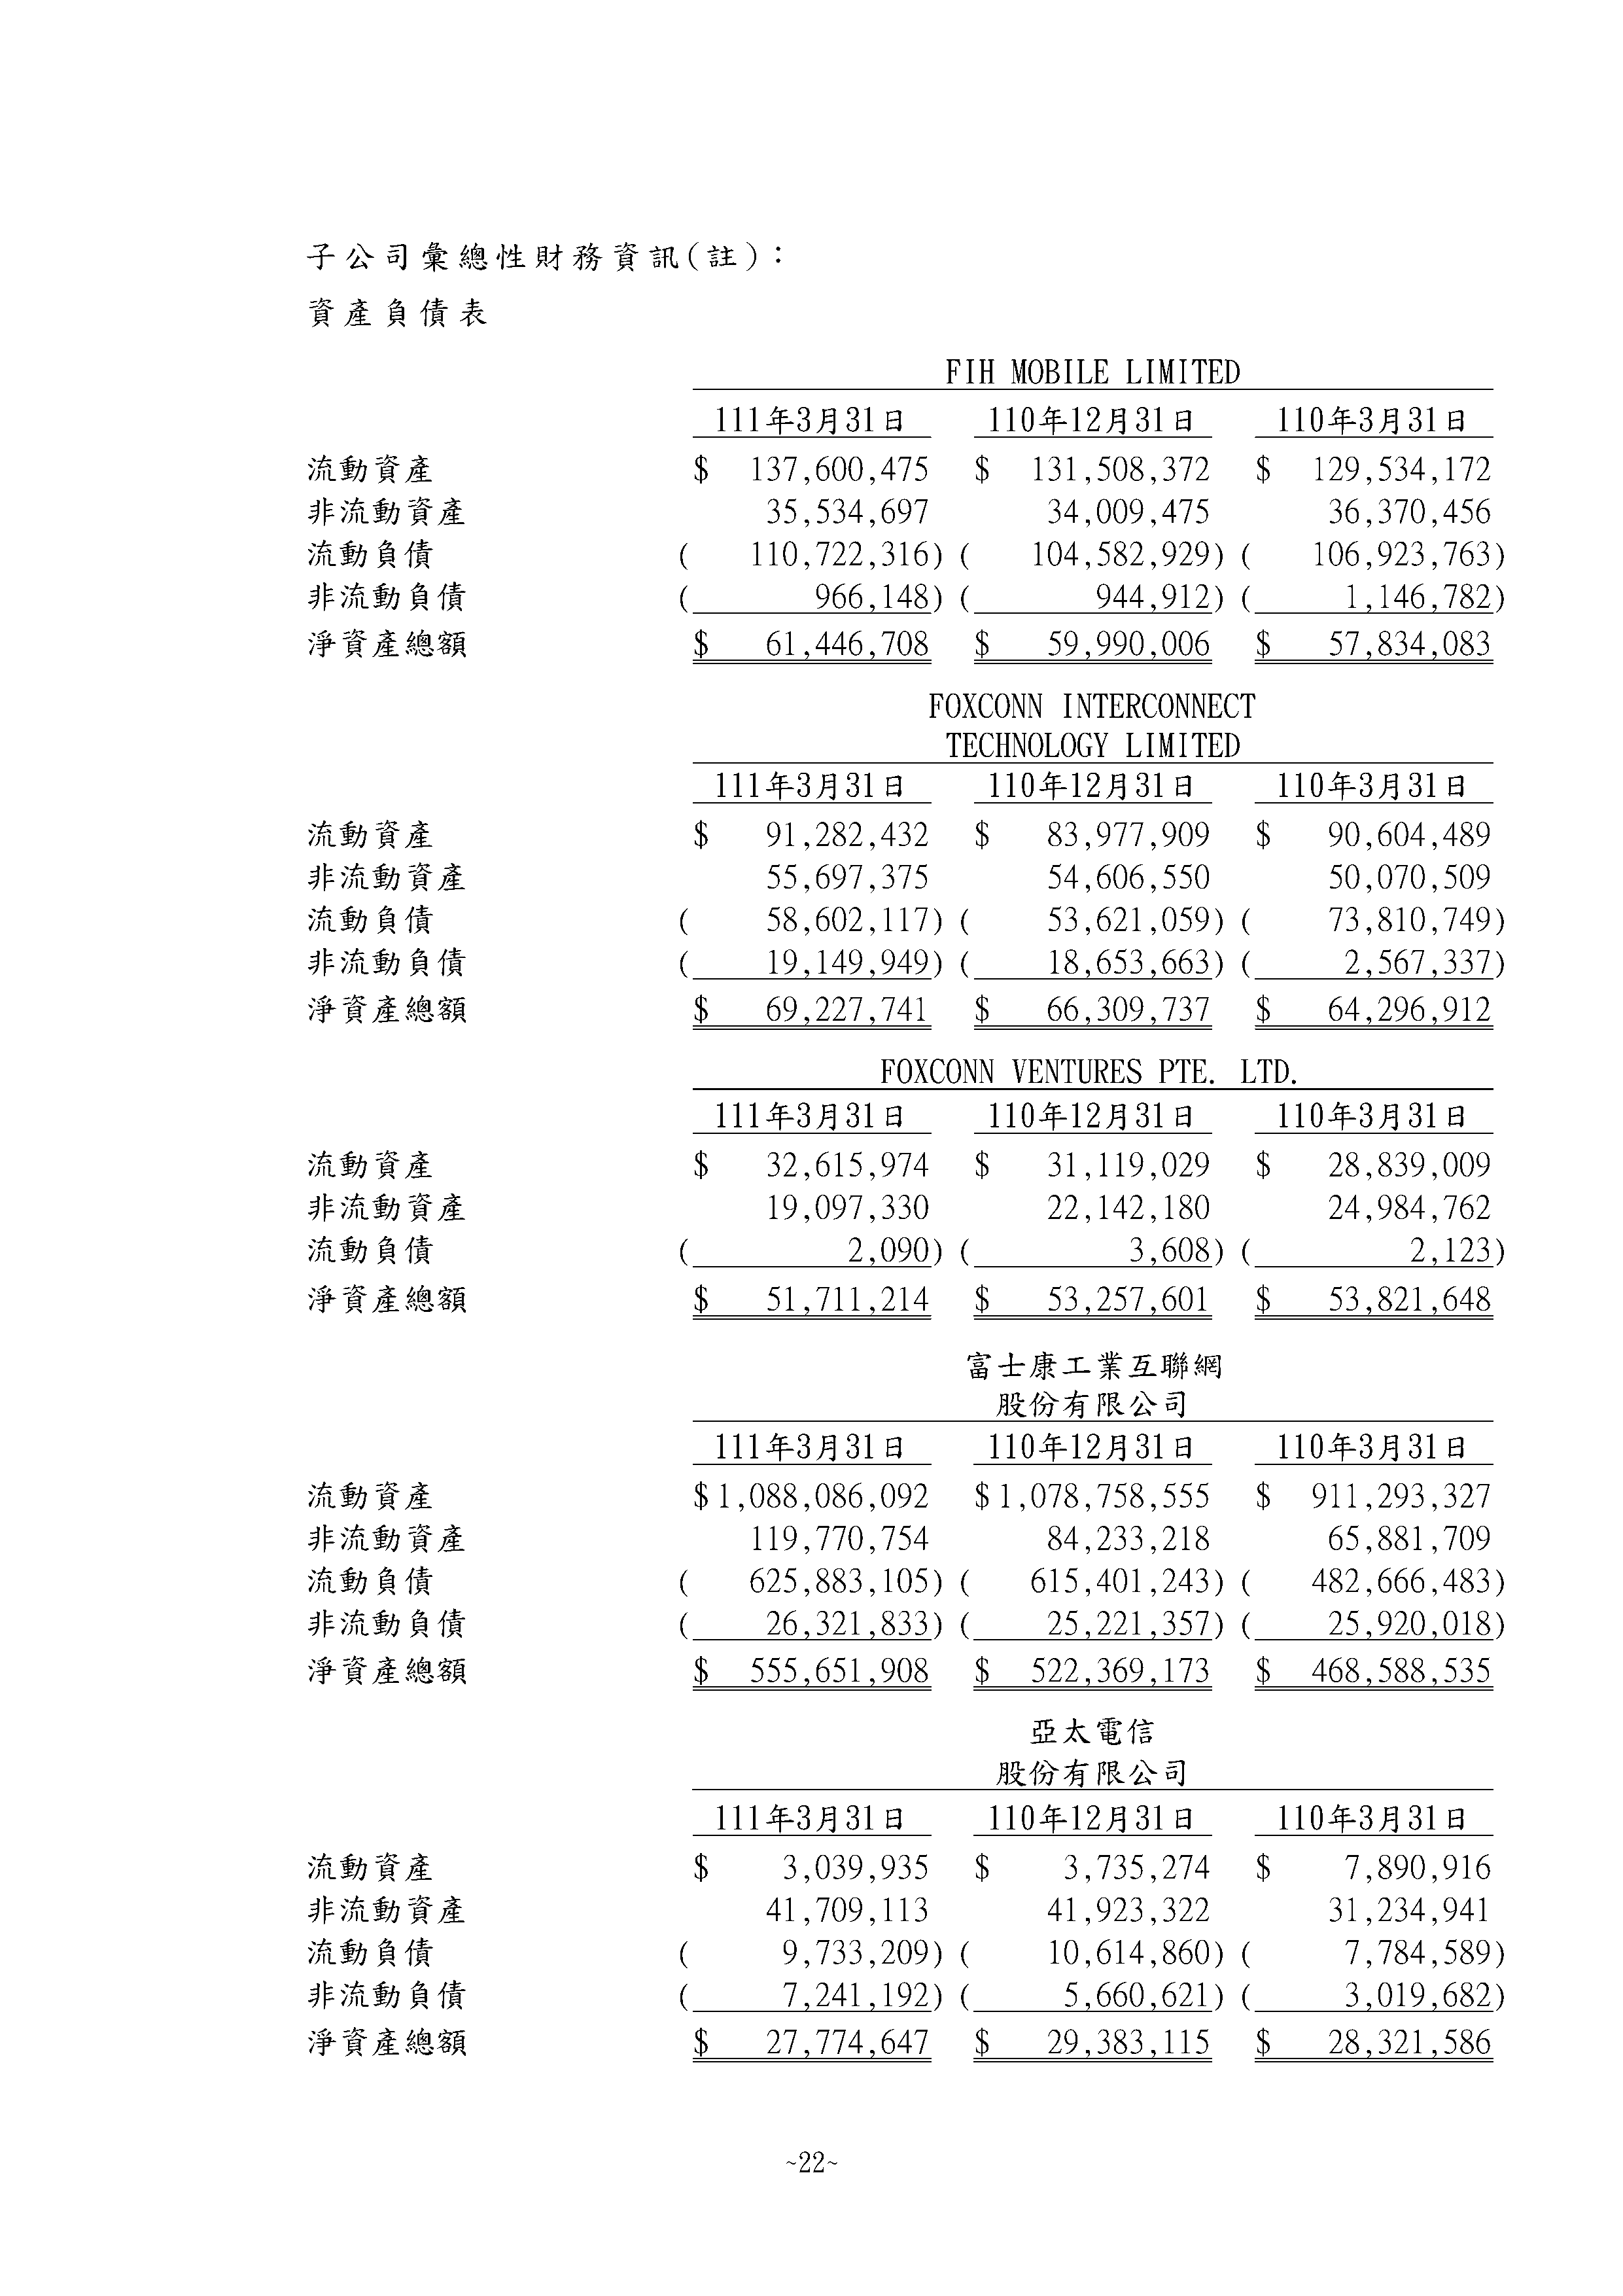 子公司彙總性財務資訊(註)：
資產負債表
FIH MOBILE LIMITED
111年3月31日 110年12月31日 110年3月31日
流動資產 $ 137,600,475 $ 131,508,372 $ 129,534,172
非流動資產 35,534,697 34,009,475 36,370,456
流動負債 ( 110,722,316) ( 104,582,929) ( 106,923,763)
非流動負債 ( 966,148) ( 944,912) ( 1,146,782)
淨資產總額 $ 61,446,708 $ 59,990,006 $ 57,834,083
FOXCONN INTERCONNECT
TECHNOLOGY LIMITED
111年3月31日 110年12月31日 110年3月31日
流動資產 $ 91,282,432 $ 83,977,909 $ 90,604,489
非流動資產 55,697,375 54,606,550 50,070,509
流動負債 ( 58,602,117) ( 53,621,059) ( 73,810,749)
非流動負債 ( 19,149,949) ( 18,653,663) ( 2,567,337)
淨資產總額 $ 69,227,741 $ 66,309,737 $ 64,296,912
FOXCONN VENTURES PTE. LTD.
111年3月31日 110年12月31日 110年3月31日
流動資產 $ 32,615,974 $ 31,119,029 $ 28,839,009
非流動資產 19,097,330 22,142,180 24,984,762
流動負債 ( 2,090) ( 3,608) ( 2,123)
淨資產總額 $ 51,711,214 $ 53,257,601 $ 53,821,648
富士康工業互聯網
股份有限公司
111年3月31日 110年12月31日 110年3月31日
流動資產 $1,088,086,092 $1,078,758,555 $ 911,293,327
非流動資產 119,770,754 84,233,218 65,881,709
流動負債 ( 625,883,105) ( 615,401,243) ( 482,666,483)
非流動負債 ( 26,321,833) ( 25,221,357) ( 25,920,018)
淨資產總額 $ 555,651,908 $ 522,369,173 $ 468,588,535
亞太電信
股份有限公司
111年3月31日 110年12月31日 110年3月31日
流動資產 $ 3,039,935 $ 3,735,274 $ 7,890,916
非流動資產 41,709,113 41,923,322 31,234,941
流動負債 ( 9,733,209) ( 10,614,860) ( 7,784,589)
非流動負債 ( 7,241,192) ( 5,660,621) ( 3,019,682)
淨資產總額 $ 27,774,647 $ 29,383,115 $ 28,321,586
~22~